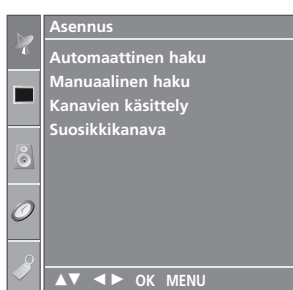 Asennus
Automaattinen haku
Manuaalinen haku
Kanavien käsittely
Suosikkikanava
▲▼ ◄► OK MENU